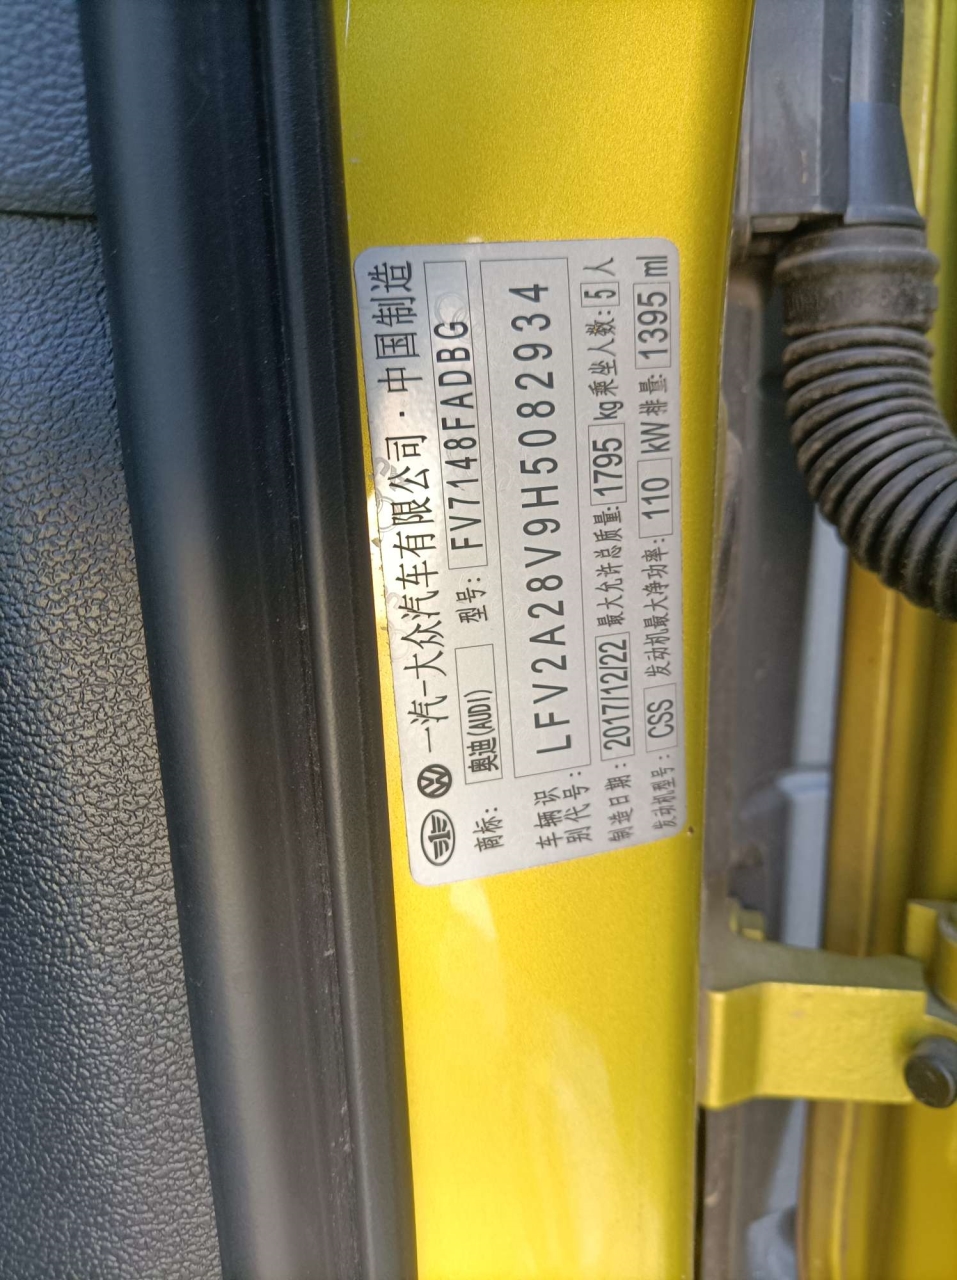 一汽-大众汽车有限公司·中国制造
商标: 奥迪(AUDI) 型号: FV7148FADBG
车辆识别代号: LFV2A28V9H5082934
制造日期: 2017/12/22 最大允许总质量: 1795 kg 乘坐人数: 5 人
发动机型号: CSS 发动机最大净功率: 110 kW 排量: 1395 ml